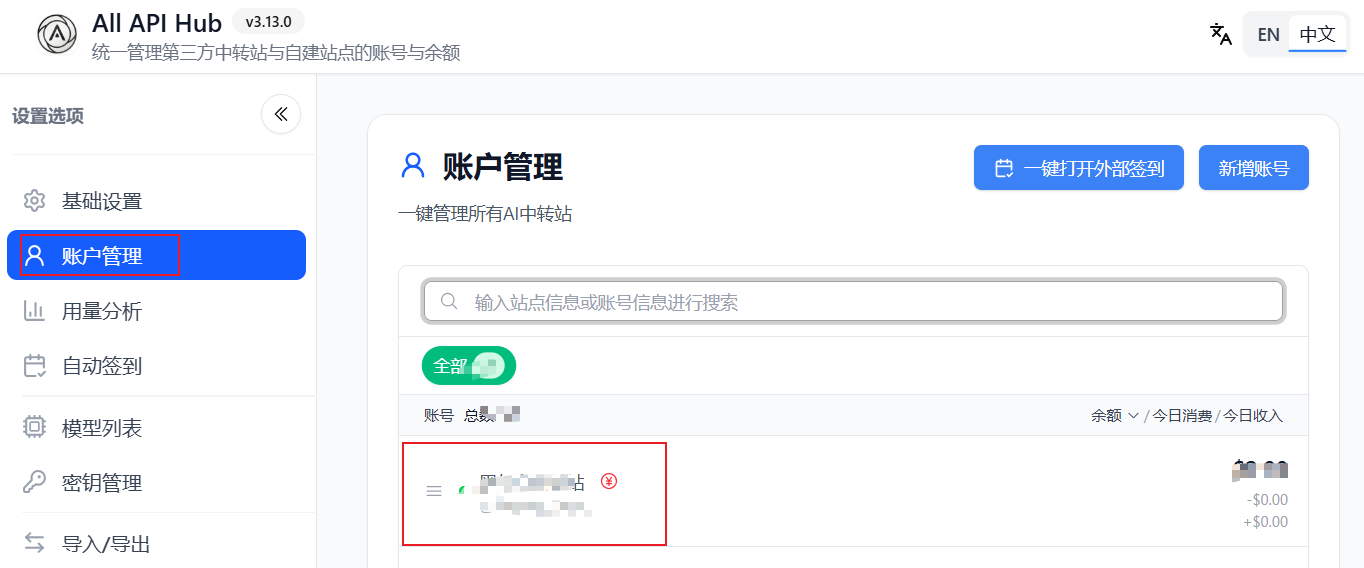 All API Hub v3.13.0
统一管理第三方中转站与自建站点的账号与余额
EN 中文
设置选项
基础设置
账户管理
用量分析
自动签到
模型列表
密钥管理
导入/导出
账户管理
一键打开外部签到 新增账号
一键管理所有AI中转站
输入站点信息或账号信息进行搜索
全部
账号 总数 余额 / 今日消费 / 今日收入
站
-$0.00
+$0.00